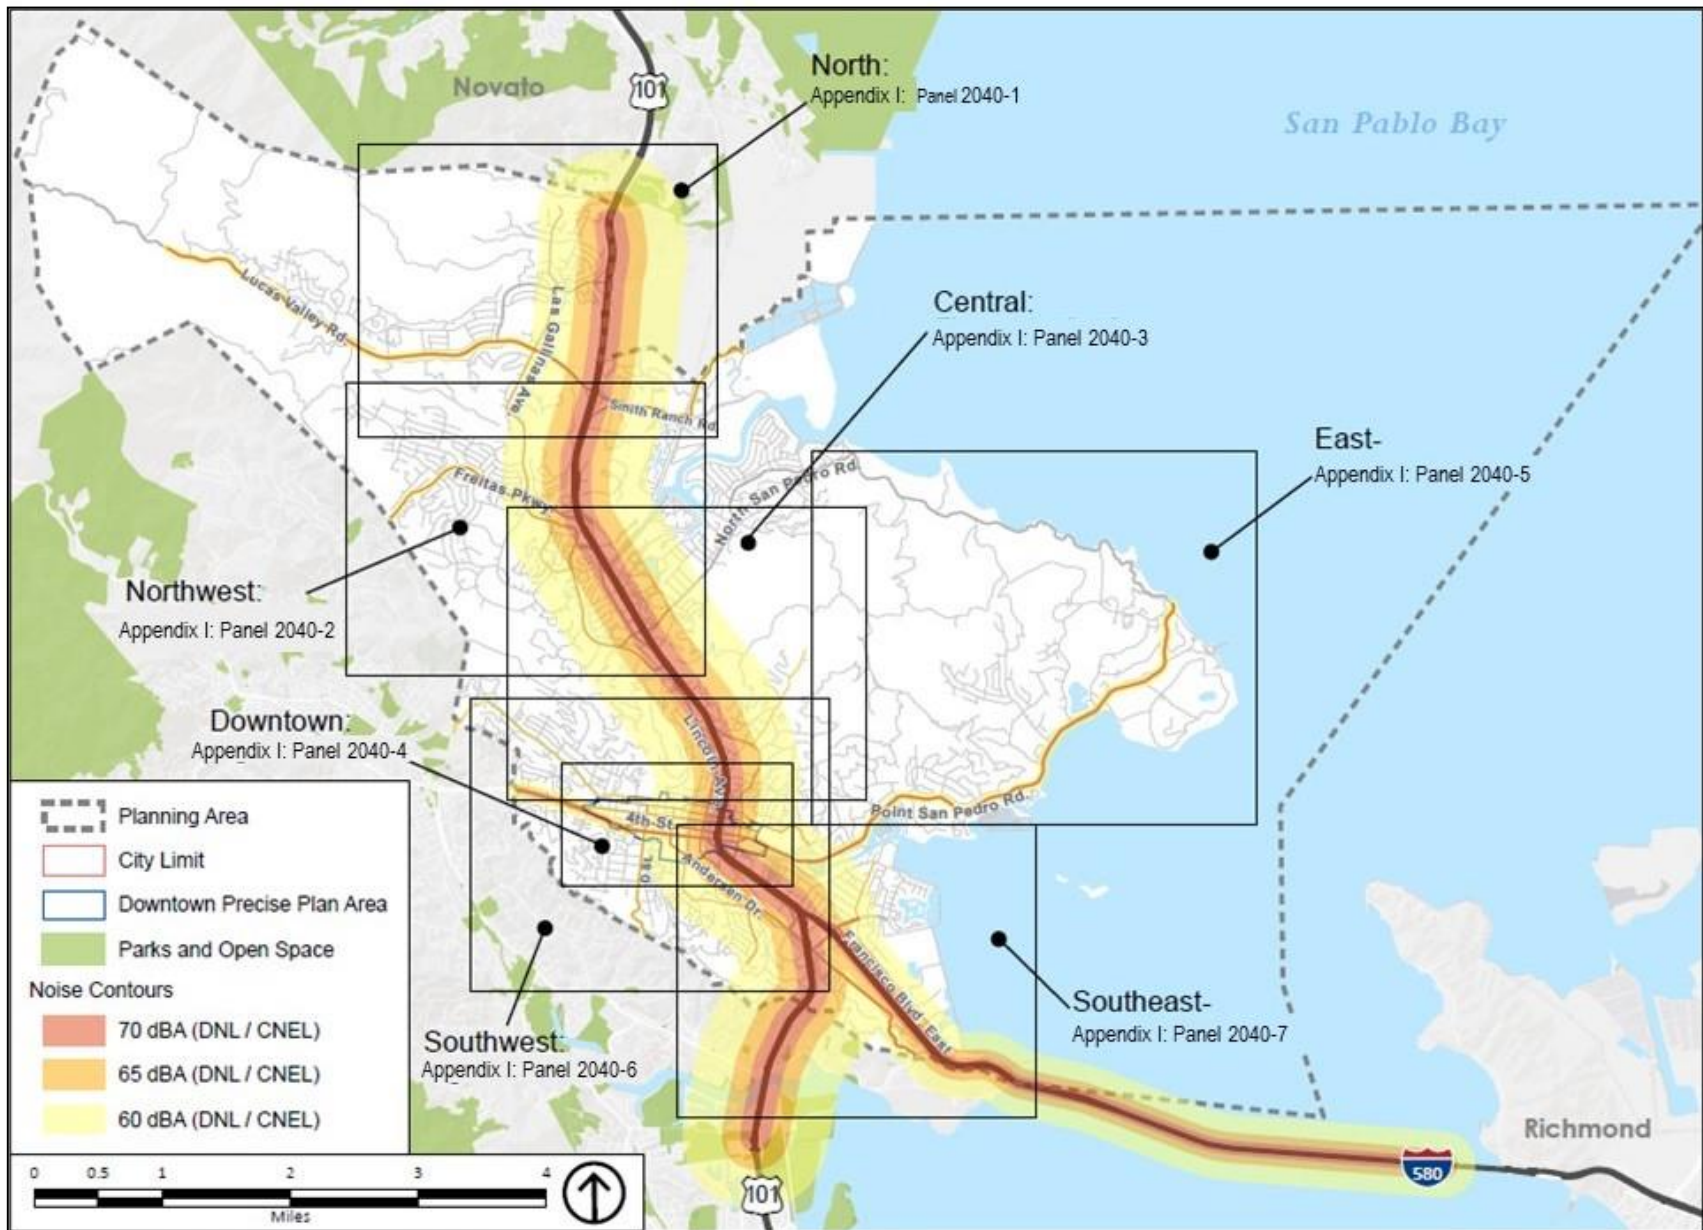 North:
Appendix I: Panel 2040-1
Novato
101
San Pablo Bay
Central:
Appendix I: Panel 2040-3
Lucas Valley Rd.
Las Gallinas Ave.
Smith Ranch Rd
East-
Appendix I: Panel 2040-5
North San Pedro Rd.
Freitas Pkwy
Northwest:
Appendix I: Panel 2040-2
Downtown:
Appendix I: Panel 2040-4
Lincoln Ave
4th St
Point San Pedro Rd.
Andersen Dr.
Francisco Blvd East
Southeast-
Appendix I: Panel 2040-7
Southwest:
Appendix I: Panel 2040-6
Richmond
580
101
Planning Area
City Limit
Downtown Precise Plan Area
Parks and Open Space
Noise Contours
70 dBA (DNL / CNEL)
65 dBA (DNL / CNEL)
60 dBA (DNL / CNEL)
0 0.5 1 2 3 4
Miles